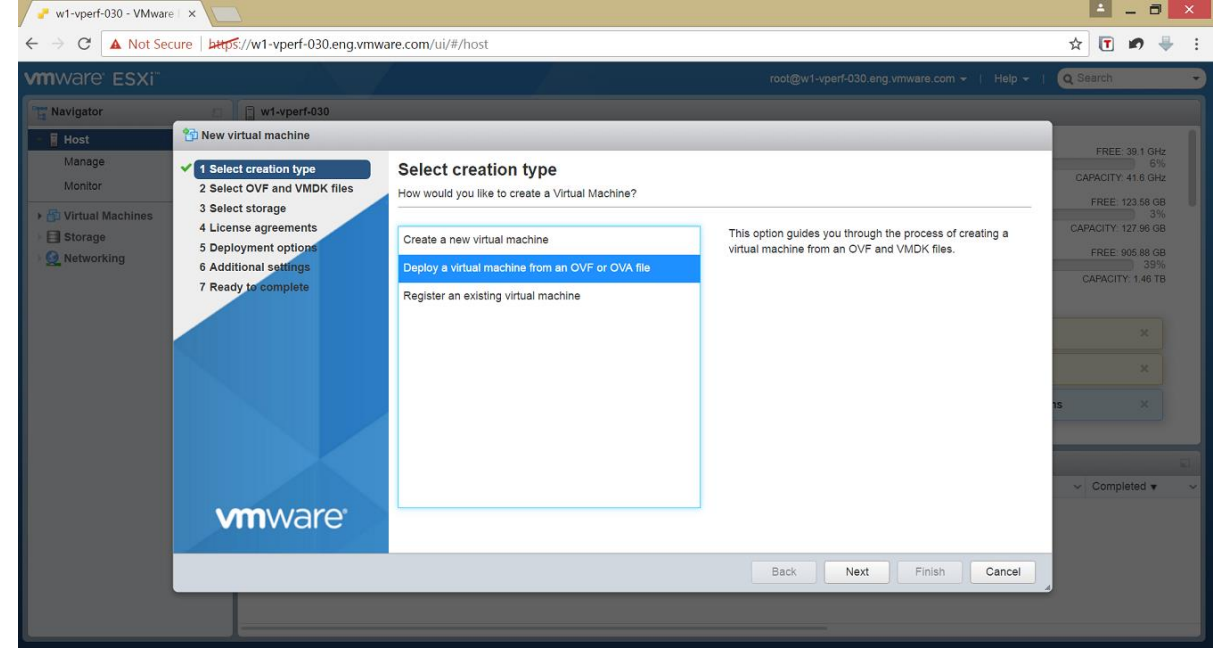 w1-vperf-030 - VMware
Not Secure | https://w1-vperf-030.eng.vmware.com/ui/#/host
vmware ESXi™
root@w1-vperf-030.eng.vmware.com | Help | Search
Navigator
w1-vperf-030
Host
Manage
Monitor
Virtual Machines
Storage
Networking
New virtual machine
1 Select creation type
2 Select OVF and VMDK files
3 Select storage
4 License agreements
5 Deployment options
6 Additional settings
7 Ready to complete
vmware®
Select creation type
How would you like to create a Virtual Machine?
Create a new virtual machine
Deploy a virtual machine from an OVF or OVA file
Register an existing virtual machine
This option guides you through the process of creating a
virtual machine from an OVF and VMDK files.
Back
Next
Finish
Cancel
FREE: 39.1 GHz
6%
CAPACITY: 41.6 GHz
FREE: 123.58 GB
3%
CAPACITY: 127.96 GB
FREE: 905.88 GB
39%
CAPACITY: 1.46 TB
Completed